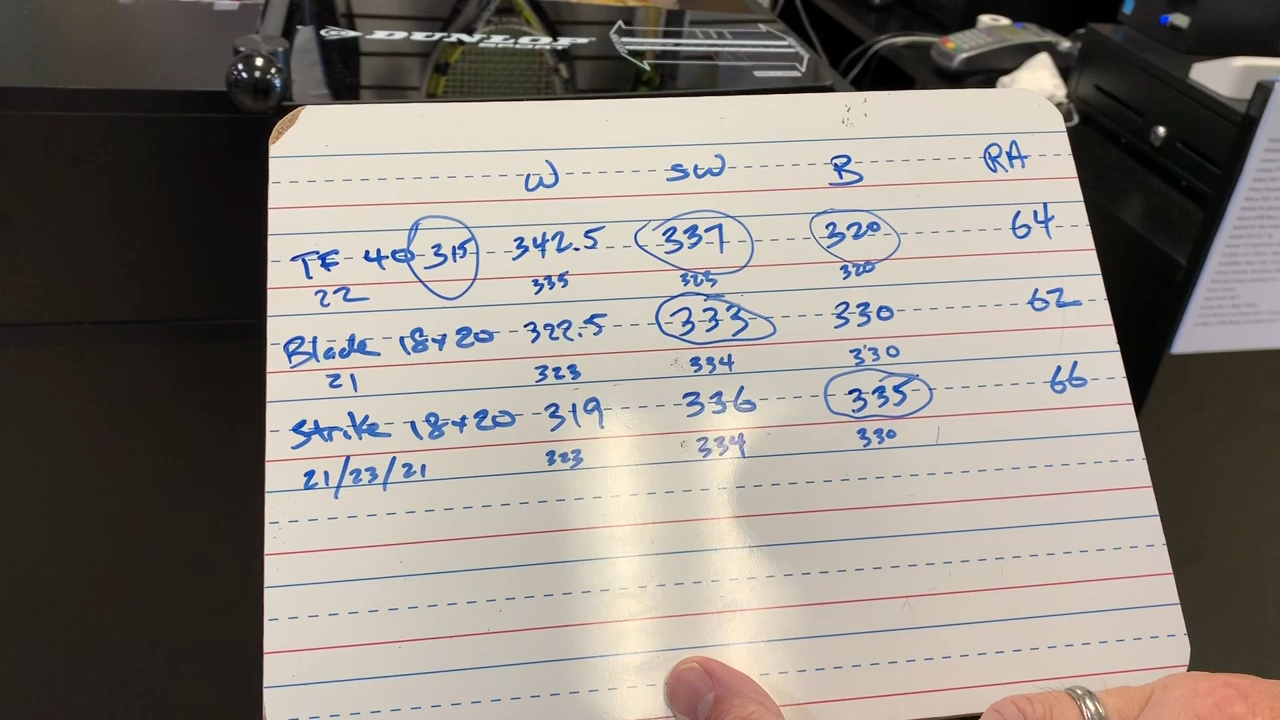 DUNLOP
W SW B RA
TF-40 315 342.5 337 320 64
22 335 323 320
Blade 18x20 322.5 333 330 62
21 323 334 330
Strike 18x20 319 336 335 66
21/23/21 323 334 330